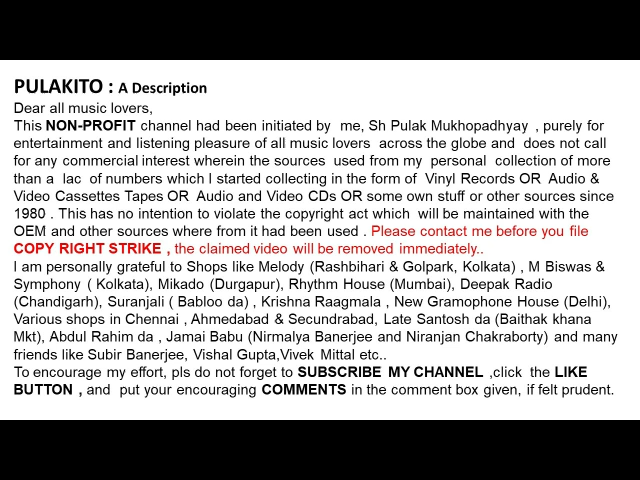 PULAKITO : A Description
Dear all music lovers,
This NON-PROFIT channel had been initiated by me, Sh Pulak Mukhopadhyay , purely for
entertainment and listening pleasure of all music lovers across the globe and does not call
for any commercial interest wherein the sources used from my personal collection of more
than a lac of numbers which I started collecting in the form of Vinyl Records OR Audio &
Video Cassettes Tapes OR Audio and Video CDs OR some own stuff or other sources since
1980 . This has no intention to violate the copyright act which will be maintained with the
OEM and other sources where from it had been used . Please contact me before you file
COPY RIGHT STRIKE , the claimed video will be removed immediately..
I am personally grateful to Shops like Melody (Rashbihari & Golpark, Kolkata) , M Biswas &
Symphony ( Kolkata), Mikado (Durgapur), Rhythm House (Mumbai), Deepak Radio
(Chandigarh), Suranjali ( Babloo da) , Krishna Raagmala , New Gramophone House (Delhi),
Various shops in Chennai , Ahmedabad & Secundrabad, Late Santosh da (Baithak khana
Mkt), Abdul Rahim da , Jamai Babu (Nirmalya Banerjee and Niranjan Chakraborty) and many
friends like Subir Banerjee, Vishal Gupta,Vivek Mittal etc..
To encourage my effort, pls do not forget to SUBSCRIBE MY CHANNEL ,click the LIKE
BUTTON , and put your encouraging COMMENTS in the comment box given, if felt prudent.